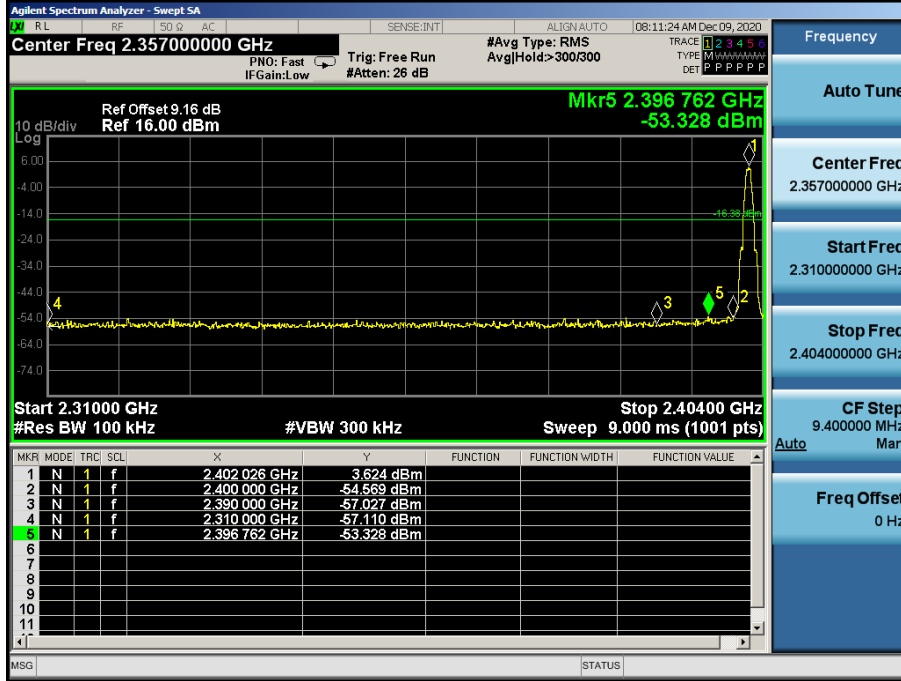 Agilent Spectrum Analyzer - Swept SA
LXI RL RF 50 Ω AC SENSE:INT ALIGN AUTO 08:11:24 AM Dec 09, 2020
Center Freq 2.357000000 GHz
#Avg Type: RMS
TRACE 1 2 3 4 5 6
PNO: Fast Trig: Free Run Avg|Hold:>300/300
TYPE M WWWWW
IFGain:Low #Atten: 26 dB
DET P P P P P P
Mkr5 2.396 762 GHz
-53.328 dBm
Ref Offset 9.16 dB
10 dB/div Ref 16.00 dBm
Log
1
6.00
-4.00
-14.0
-16.38 dBm
-24.0
-34.0
-44.0
4 3 5 2
-54.0
-64.0
-74.0
Start 2.31000 GHz Stop 2.40400 GHz
#Res BW 100 kHz #VBW 300 kHz Sweep 9.000 ms (1001 pts)
MKR MODE TRC SCL X Y FUNCTION FUNCTION WIDTH FUNCTION VALUE
1 N 1 f 2.402 026 GHz 3.624 dBm
2 N 1 f 2.400 000 GHz -54.569 dBm
3 N 1 f 2.390 000 GHz -57.027 dBm
4 N 1 f 2.310 000 GHz -57.110 dBm
5 N 1 f 2.396 762 GHz -53.328 dBm
6
7
8
9
10
11
MSG STATUS
Frequency
Auto Tune
Center Freq
2.357000000 GHz
Start Freq
2.310000000 GHz
Stop Freq
2.404000000 GHz
CF Step
9.400000 MHz
Auto Man
Freq Offset
0 Hz